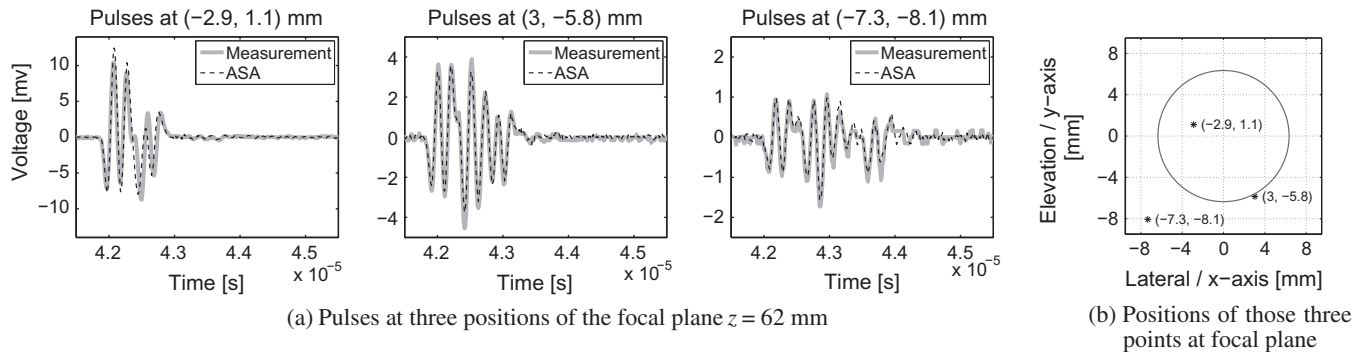 Pulses at (−2.9, 1.1) mm
Voltage [mv]
10
5
0
−5
−10
Measurement
ASA
4.2 4.3 4.4 4.5
x 10⁻⁵
Time [s]
Pulses at (3, −5.8) mm
4
2
0
−2
−4
Measurement
ASA
4.2 4.3 4.4 4.5
x 10⁻⁵
Time [s]
Pulses at (−7.3, −8.1) mm
2
1
0
−1
−2
Measurement
ASA
4.2 4.3 4.4 4.5
x 10⁻⁵
Time [s]
(a) Pulses at three positions of the focal plane z = 62 mm
Elevation / y−axis
[mm]
8
4
0
−4
−8
(−2.9, 1.1)
(3, −5.8)
(−7.3, −8.1)
−8 −4 0 4 8
Lateral / x−axis [mm]
(b) Positions of those three
points at focal plane